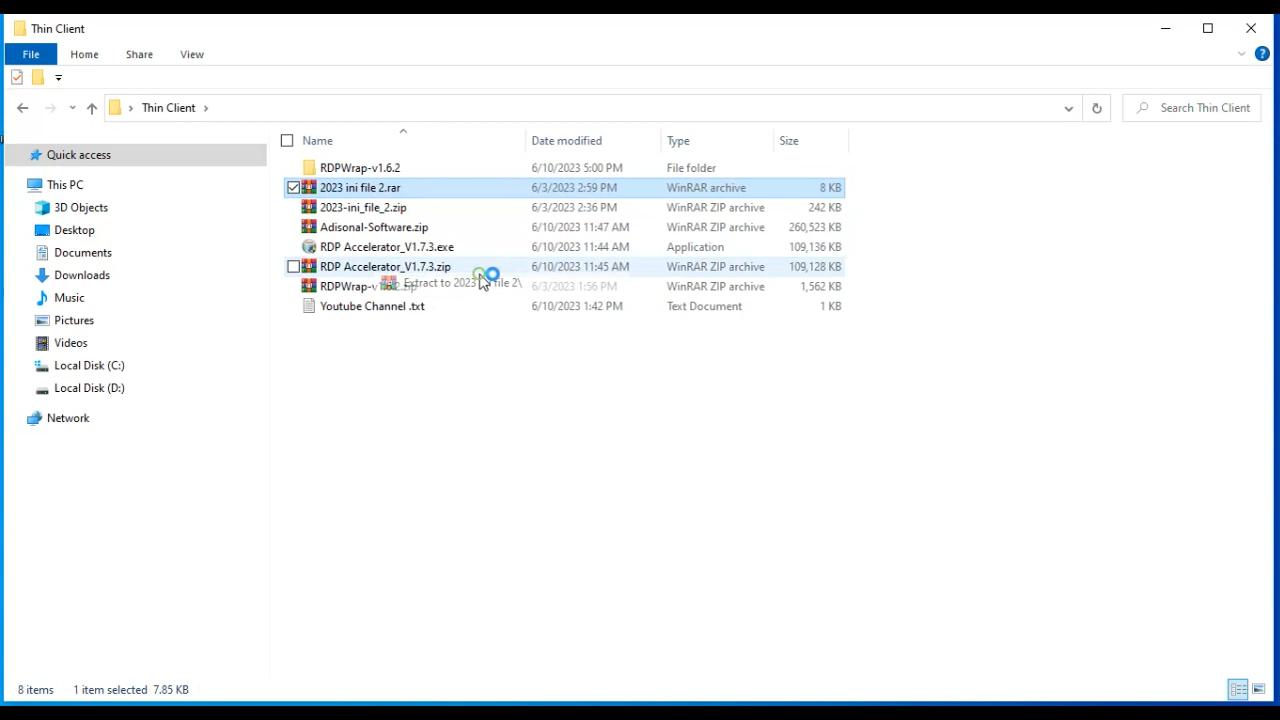 Thin Client
File Home Share View
Thin Client
Search Thin Client
Name Date modified Type Size
Quick access
This PC
3D Objects
Desktop
Documents
Downloads
Music
Pictures
Videos
Local Disk (C:)
Local Disk (D:)
Network
RDPWrap-v1.6.2 6/10/2023 5:00 PM File folder
2023 ini file 2.rar 6/3/2023 2:59 PM WinRAR archive 8 KB
2023-ini_file_2.zip 6/3/2023 2:36 PM WinRAR ZIP archive 242 KB
Adisonal-Software.zip 6/10/2023 11:47 AM WinRAR ZIP archive 260,523 KB
RDP Accelerator_V1.7.3.exe 6/10/2023 11:44 AM Application 109,136 KB
RDP Accelerator_V1.7.3.zip 6/10/2023 11:45 AM WinRAR ZIP archive 109,128 KB
Extract to 2023 file 2\
6/3/2023 1:56 PM WinRAR ZIP archive 1,562 KB
Youtube Channel .txt 6/10/2023 1:42 PM Text Document 1 KB
8 items 1 item selected 7.85 KB